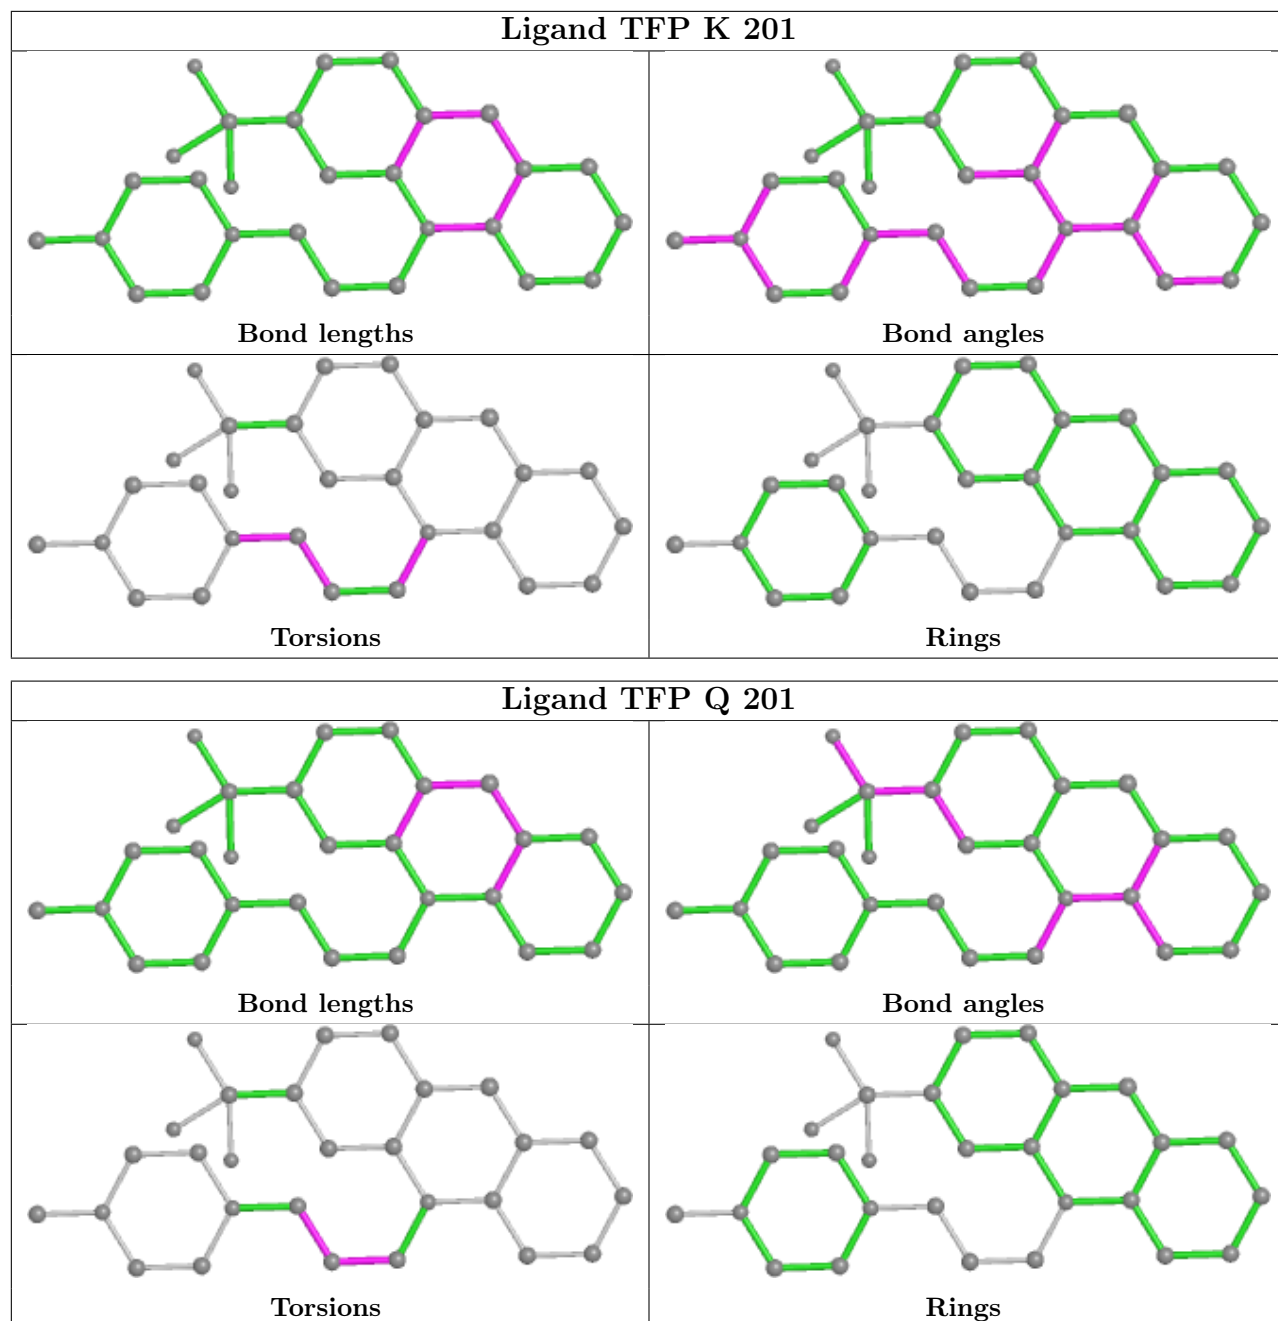 Ligand TFP K 201
Bond lengths
Bond angles
Torsions
Rings
Ligand TFP Q 201
Bond lengths
Bond angles
Torsions
Rings